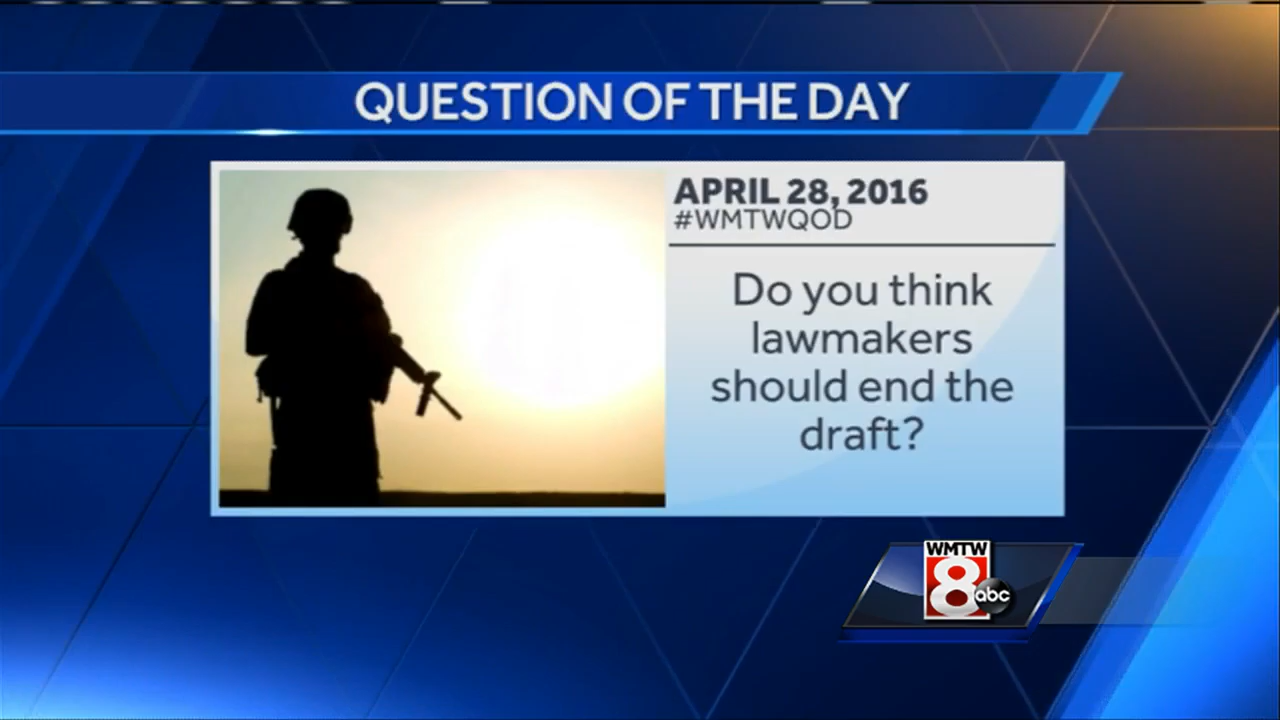 QUESTION OF THE DAY
APRIL 28, 2016
#WMTWQOD
Do you think
lawmakers
should end the
draft?
WMTW
8
abc